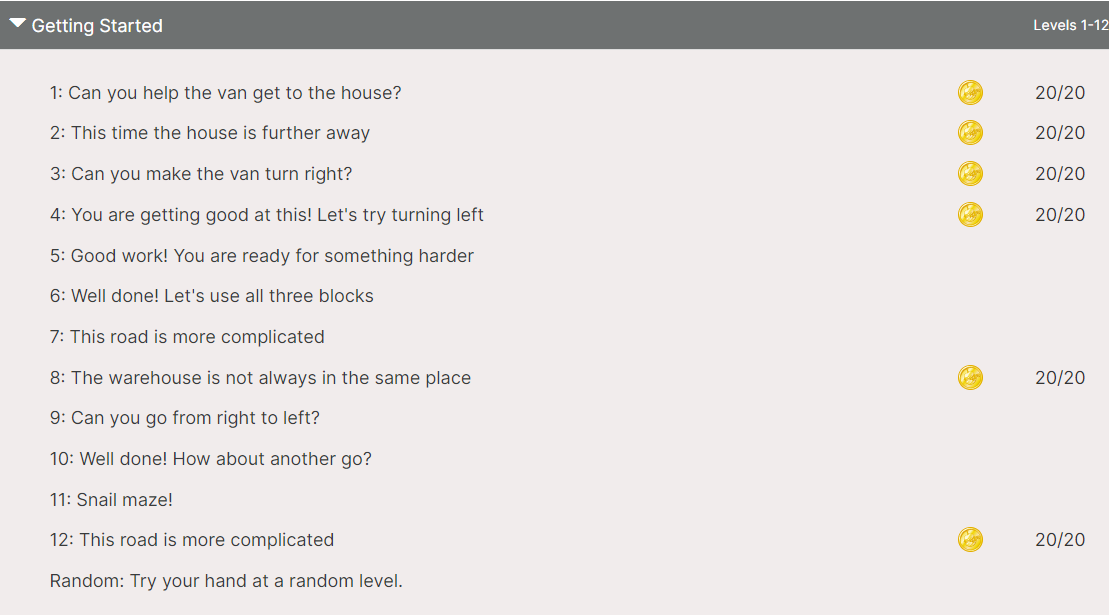 Getting Started Levels 1-12
1: Can you help the van get to the house? 20/20
2: This time the house is further away 20/20
3: Can you make the van turn right? 20/20
4: You are getting good at this! Let's try turning left 20/20
5: Good work! You are ready for something harder
6: Well done! Let's use all three blocks
7: This road is more complicated
8: The warehouse is not always in the same place 20/20
9: Can you go from right to left?
10: Well done! How about another go?
11: Snail maze!
12: This road is more complicated 20/20
Random: Try your hand at a random level.